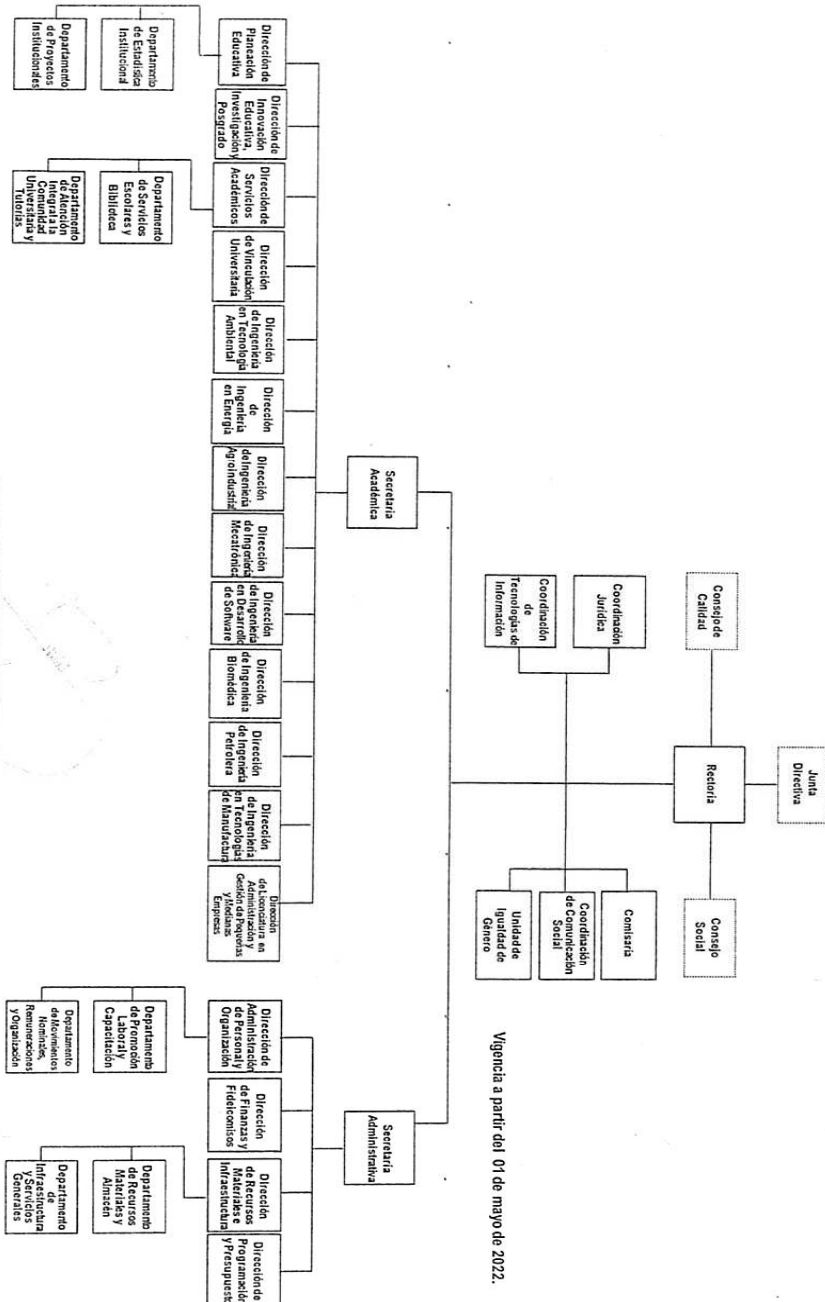 Junta
Directiva
Consejo de
Calidad
Rectoría
Consejo
Social
Coordinación
Jurídica
Comisaría
Coordinación
de Comunicación
Social
Coordinación
de
Tecnologías de
Información
Unidad de
Igualdad de
Género
Vigencia a partir del 01 de mayo de 2022.
Secretaría
Académica
Secretaría
Administrativa
Dirección de
Planeación
Educativa
Dirección de
Innovación
Educativa,
Investigación y
Posgrado
Dirección de
Servicios
Académicos
Dirección
de Vinculación
Universitaria
Dirección
de Ingeniería
en Tecnología
Ambiental
Dirección
de
Ingeniería
en Energía
Dirección
de Ingeniería
Agroindustrial
Dirección
de Ingeniería
Mecatrónica
Dirección
de Ingeniería
en Desarrollo
de Software
Dirección
de Ingeniería
Biomédica
Dirección
de Ingeniería
Petrolera
Dirección
de Ingeniería
en Tecnologías
de Manufactura
Dirección
de Licenciatura en
Administración y
Gestión de Pequeñas
y Medianas
Empresas
Dirección de
Administración
de Personal y
Organización
Dirección
de Finanzas y
Fideicomisos
Dirección
de Recursos
Materiales e
Infraestructura
Dirección de
Programación
y Presupuesto
Departamento
de Estadística
Institucional
Departamento
de Proyectos
Institucionales
Departamento
de Servicios
Escolares y
Biblioteca
Departamento
de Atención
Integral a la
Comunidad
Universitaria y
Tutorías
Departamento
de Promoción
Laboral y
Capacitación
Departamento
de Movimientos
Nominales,
Remuneraciones
y Organización
Departamento
de Recursos
Materiales y
Almacén
Departamento
de
Infraestructura
y Servicios
Generales